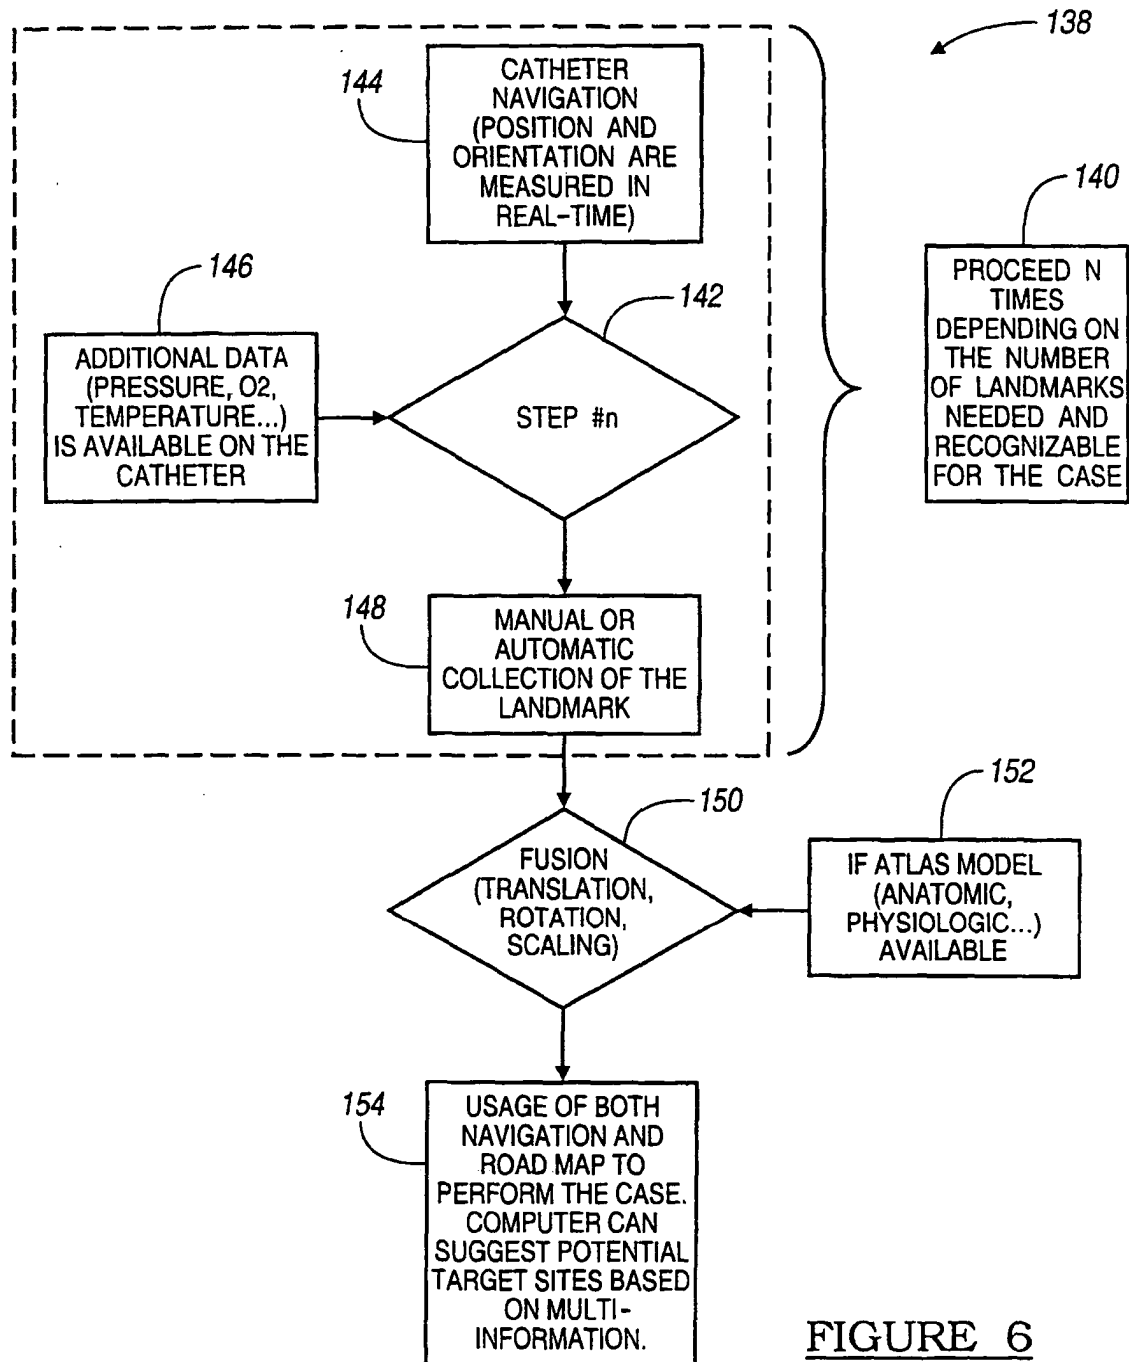 138
144
CATHETER
NAVIGATION
(POSITION AND
ORIENTATION ARE
MEASURED IN
REAL-TIME)
140
PROCEED N
TIMES
DEPENDING ON
THE NUMBER
OF LANDMARKS
NEEDED AND
RECOGNIZABLE
FOR THE CASE
146
ADDITIONAL DATA
(PRESSURE, O2,
TEMPERATURE...)
IS AVAILABLE ON THE
CATHETER
142
STEP #n
148
MANUAL OR
AUTOMATIC
COLLECTION OF THE
LANDMARK
150
FUSION
(TRANSLATION,
ROTATION,
SCALING)
152
IF ATLAS MODEL
(ANATOMIC,
PHYSIOLOGIC...)
AVAILABLE
154
USAGE OF BOTH
NAVIGATION AND
ROAD MAP TO
PERFORM THE CASE.
COMPUTER CAN
SUGGEST POTENTIAL
TARGET SITES BASED
ON MULTI-
INFORMATION.
FIGURE 6